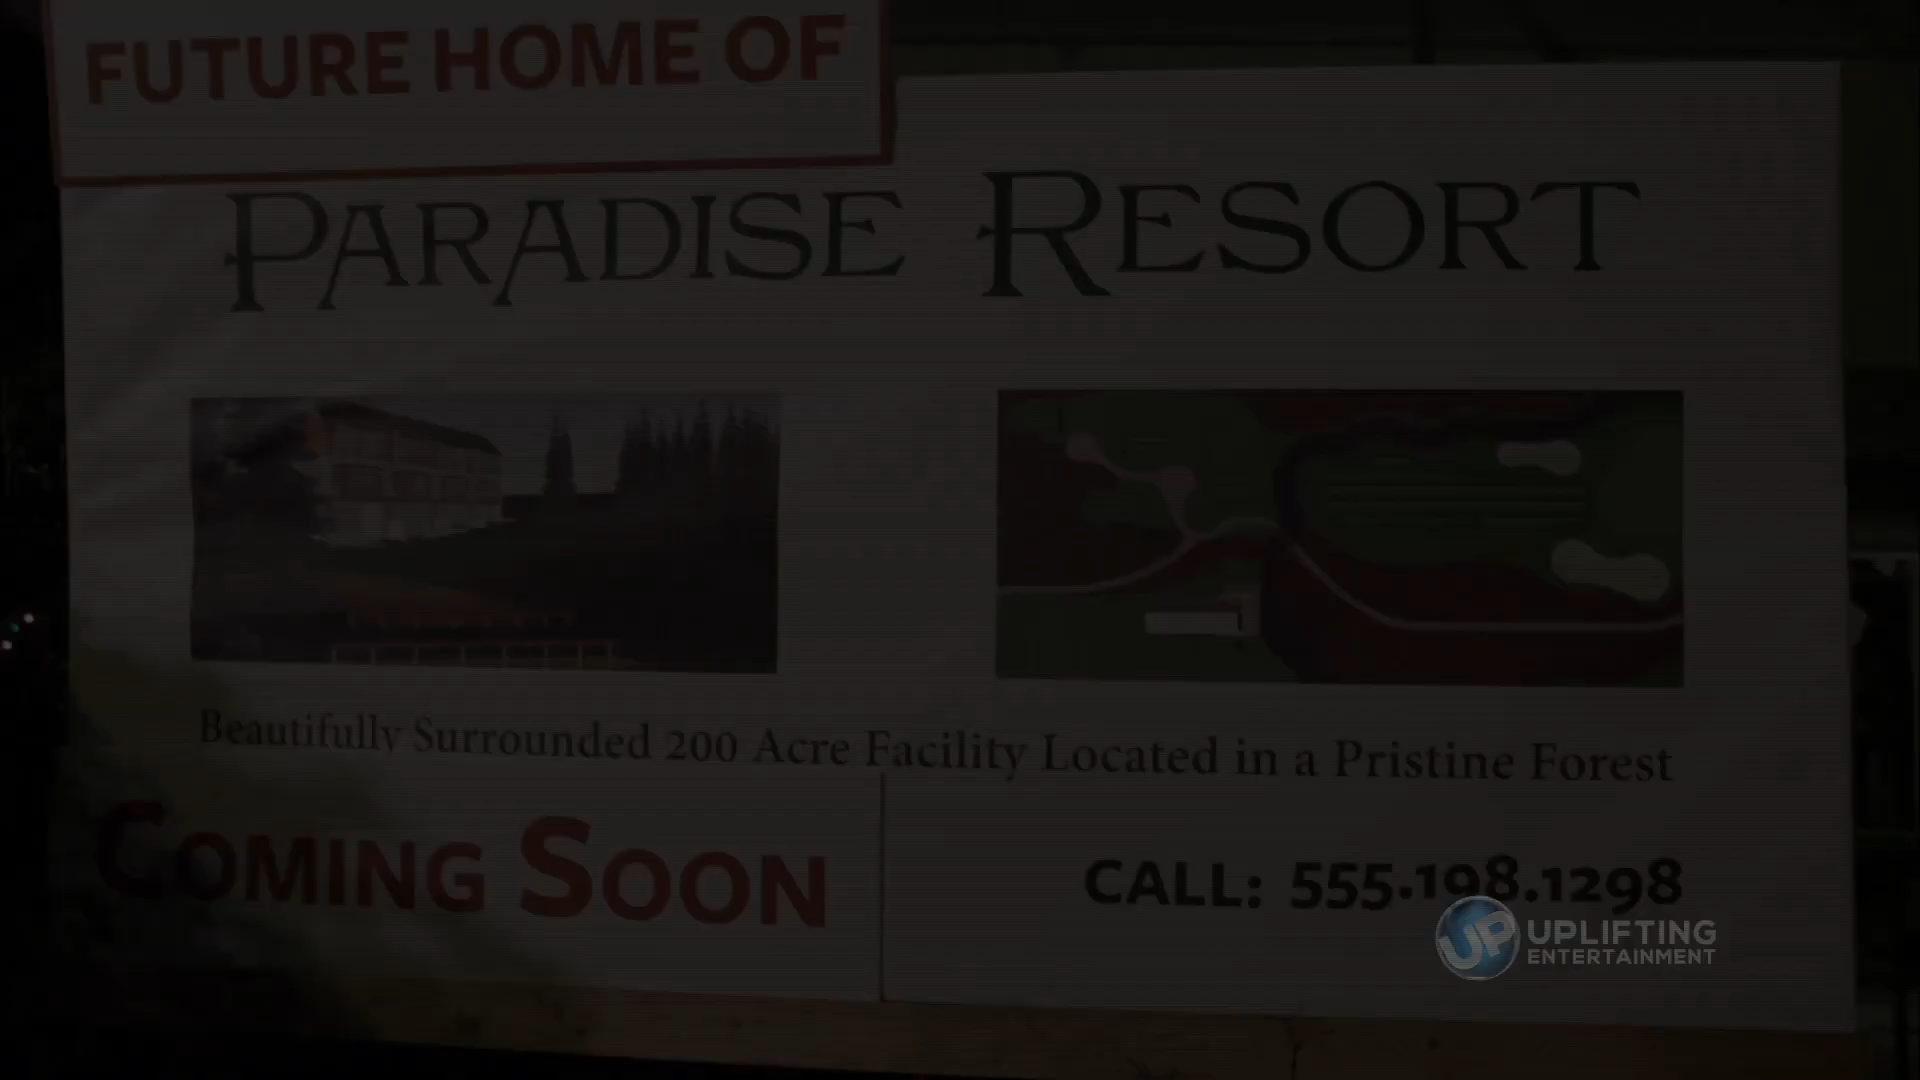 FUTURE HOME OF
PARADISE RESORT
Beautifully Surrounded 200 Acre Facility Located in a Pristine Forest
COMING SOON
CALL: 555.198.1298
UP UPLIFTING
ENTERTAINMENT